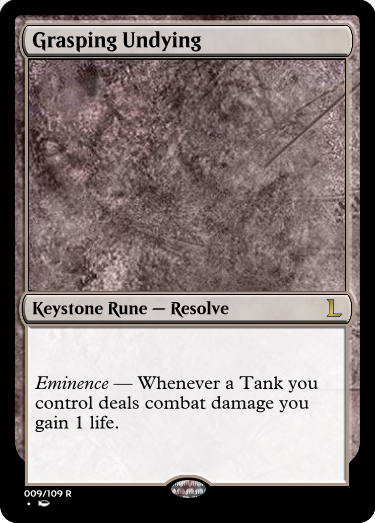 Grasping Undying
Keystone Rune — Resolve
L
Eminence — Whenever a Tank you
control deals combat damage you
gain 1 life.
009/109 R